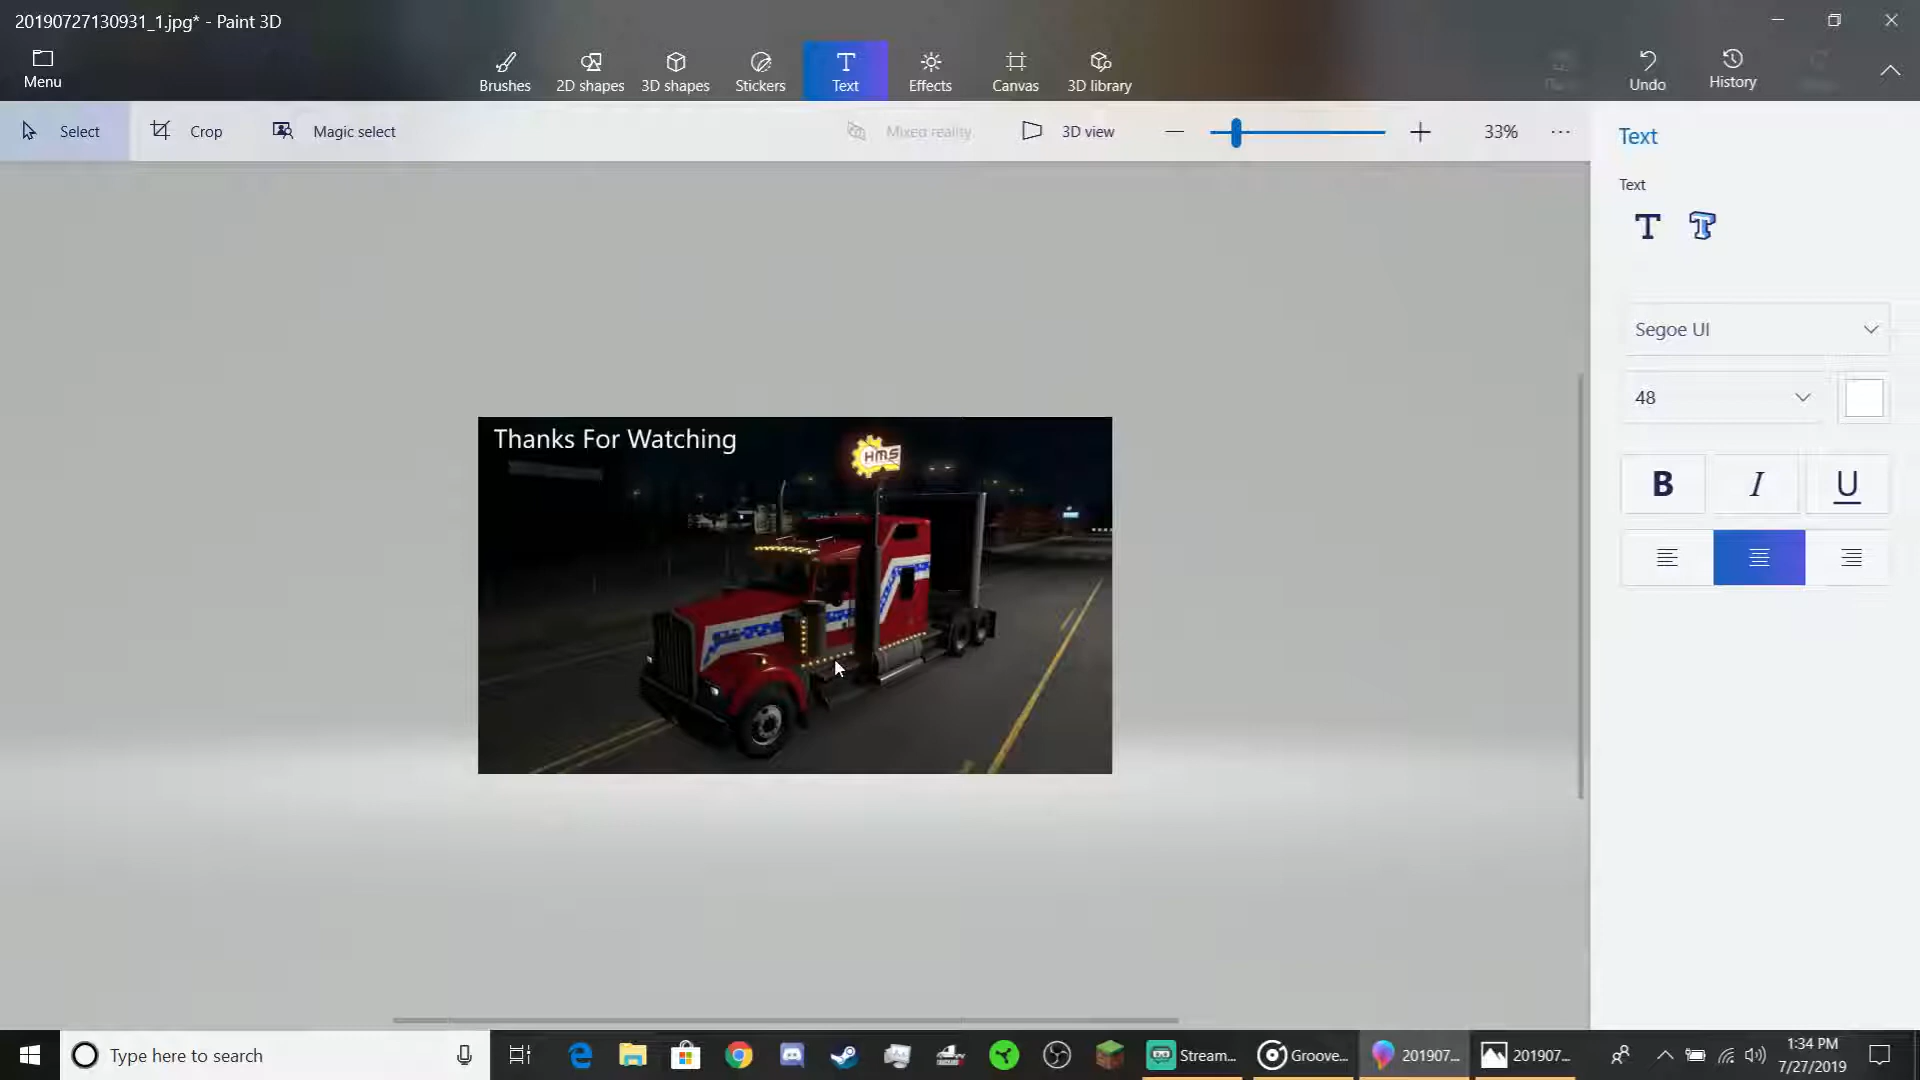 20190727130931_1.jpg* - Paint 3D
Menu
Brushes
2D shapes
3D shapes
Stickers
Text
Effects
Canvas
3D library
Undo
History
Select
Crop
Magic select
Mixed reality
3D view
33%
Text
Text
Segoe UI
48
B I U
Thanks For Watching
HMS
Type here to search
Stream...
Groove...
201907...
201907...
1:34 PM
7/27/2019